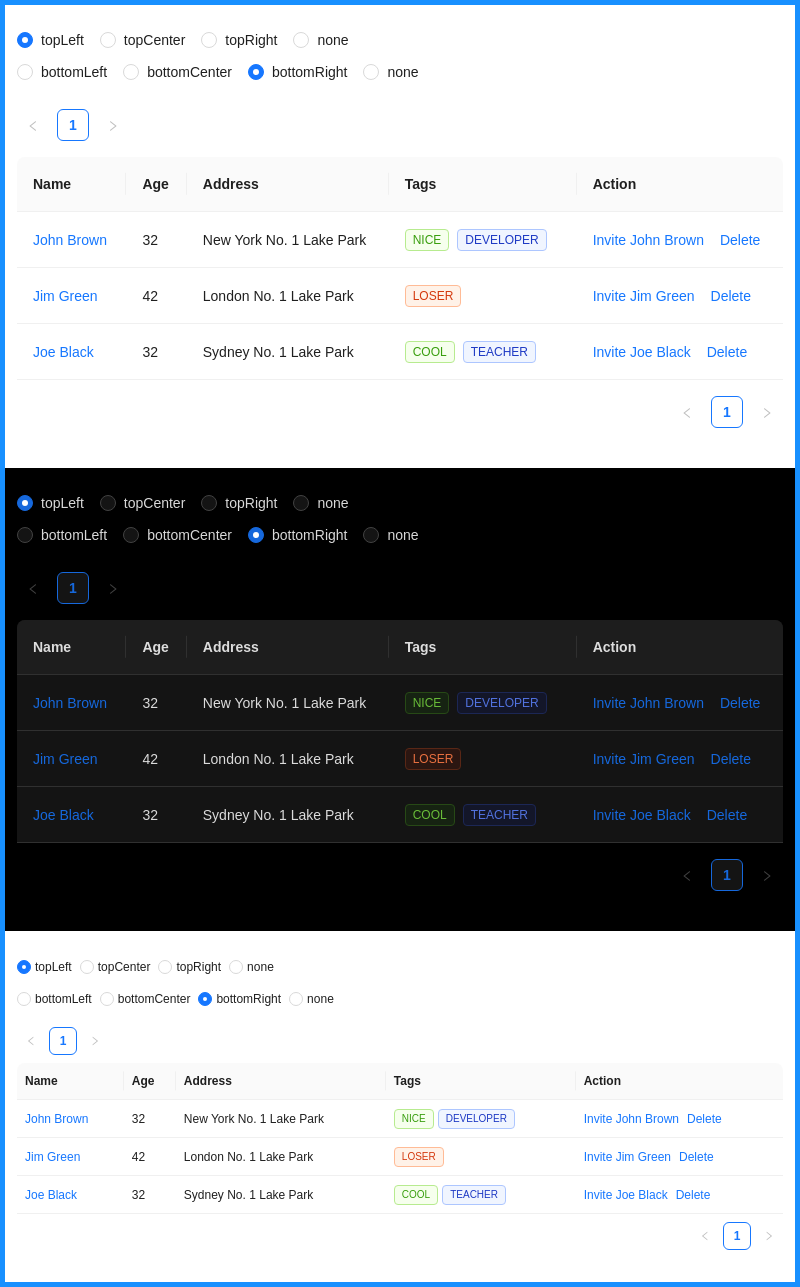 topLeft topCenter topRight none
bottomLeft bottomCenter bottomRight none
1
Name Age Address Tags Action
John Brown 32 New York No. 1 Lake Park NICE DEVELOPER Invite John Brown Delete
Jim Green 42 London No. 1 Lake Park LOSER Invite Jim Green Delete
Joe Black 32 Sydney No. 1 Lake Park COOL TEACHER Invite Joe Black Delete
1
topLeft topCenter topRight none
bottomLeft bottomCenter bottomRight none
1
Name Age Address Tags Action
John Brown 32 New York No. 1 Lake Park NICE DEVELOPER Invite John Brown Delete
Jim Green 42 London No. 1 Lake Park LOSER Invite Jim Green Delete
Joe Black 32 Sydney No. 1 Lake Park COOL TEACHER Invite Joe Black Delete
1
topLeft topCenter topRight none
bottomLeft bottomCenter bottomRight none
1
Name Age Address Tags Action
John Brown 32 New York No. 1 Lake Park NICE DEVELOPER Invite John Brown Delete
Jim Green 42 London No. 1 Lake Park LOSER Invite Jim Green Delete
Joe Black 32 Sydney No. 1 Lake Park COOL TEACHER Invite Joe Black Delete
1